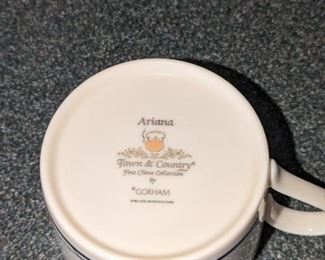 Ariana
Town & Country®
Fine China Collection
by
©GORHAM